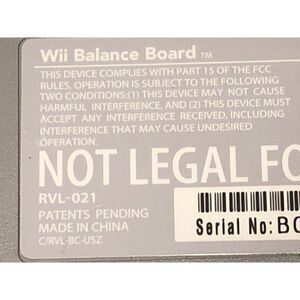 Wii Balance Board ™
THIS DEVICE COMPLIES WITH PART 15 OF THE FCC
RULES. OPERATION IS SUBJECT TO THE FOLLOWING
TWO CONDITIONS:(1) THIS DEVICE MAY NOT CAUSE
HARMFUL INTERFERENCE, AND (2) THIS DEVICE MUST
ACCEPT ANY INTERFERENCE RECEIVED, INCLUDING
INTERFERENCE THAT MAY CAUSE UNDESIRED
OPERATION.
NOT LEGAL FO
RVL-021
PATENTS PENDING
MADE IN CHINA
C/RVL-BC-USZ
Serial No: BC